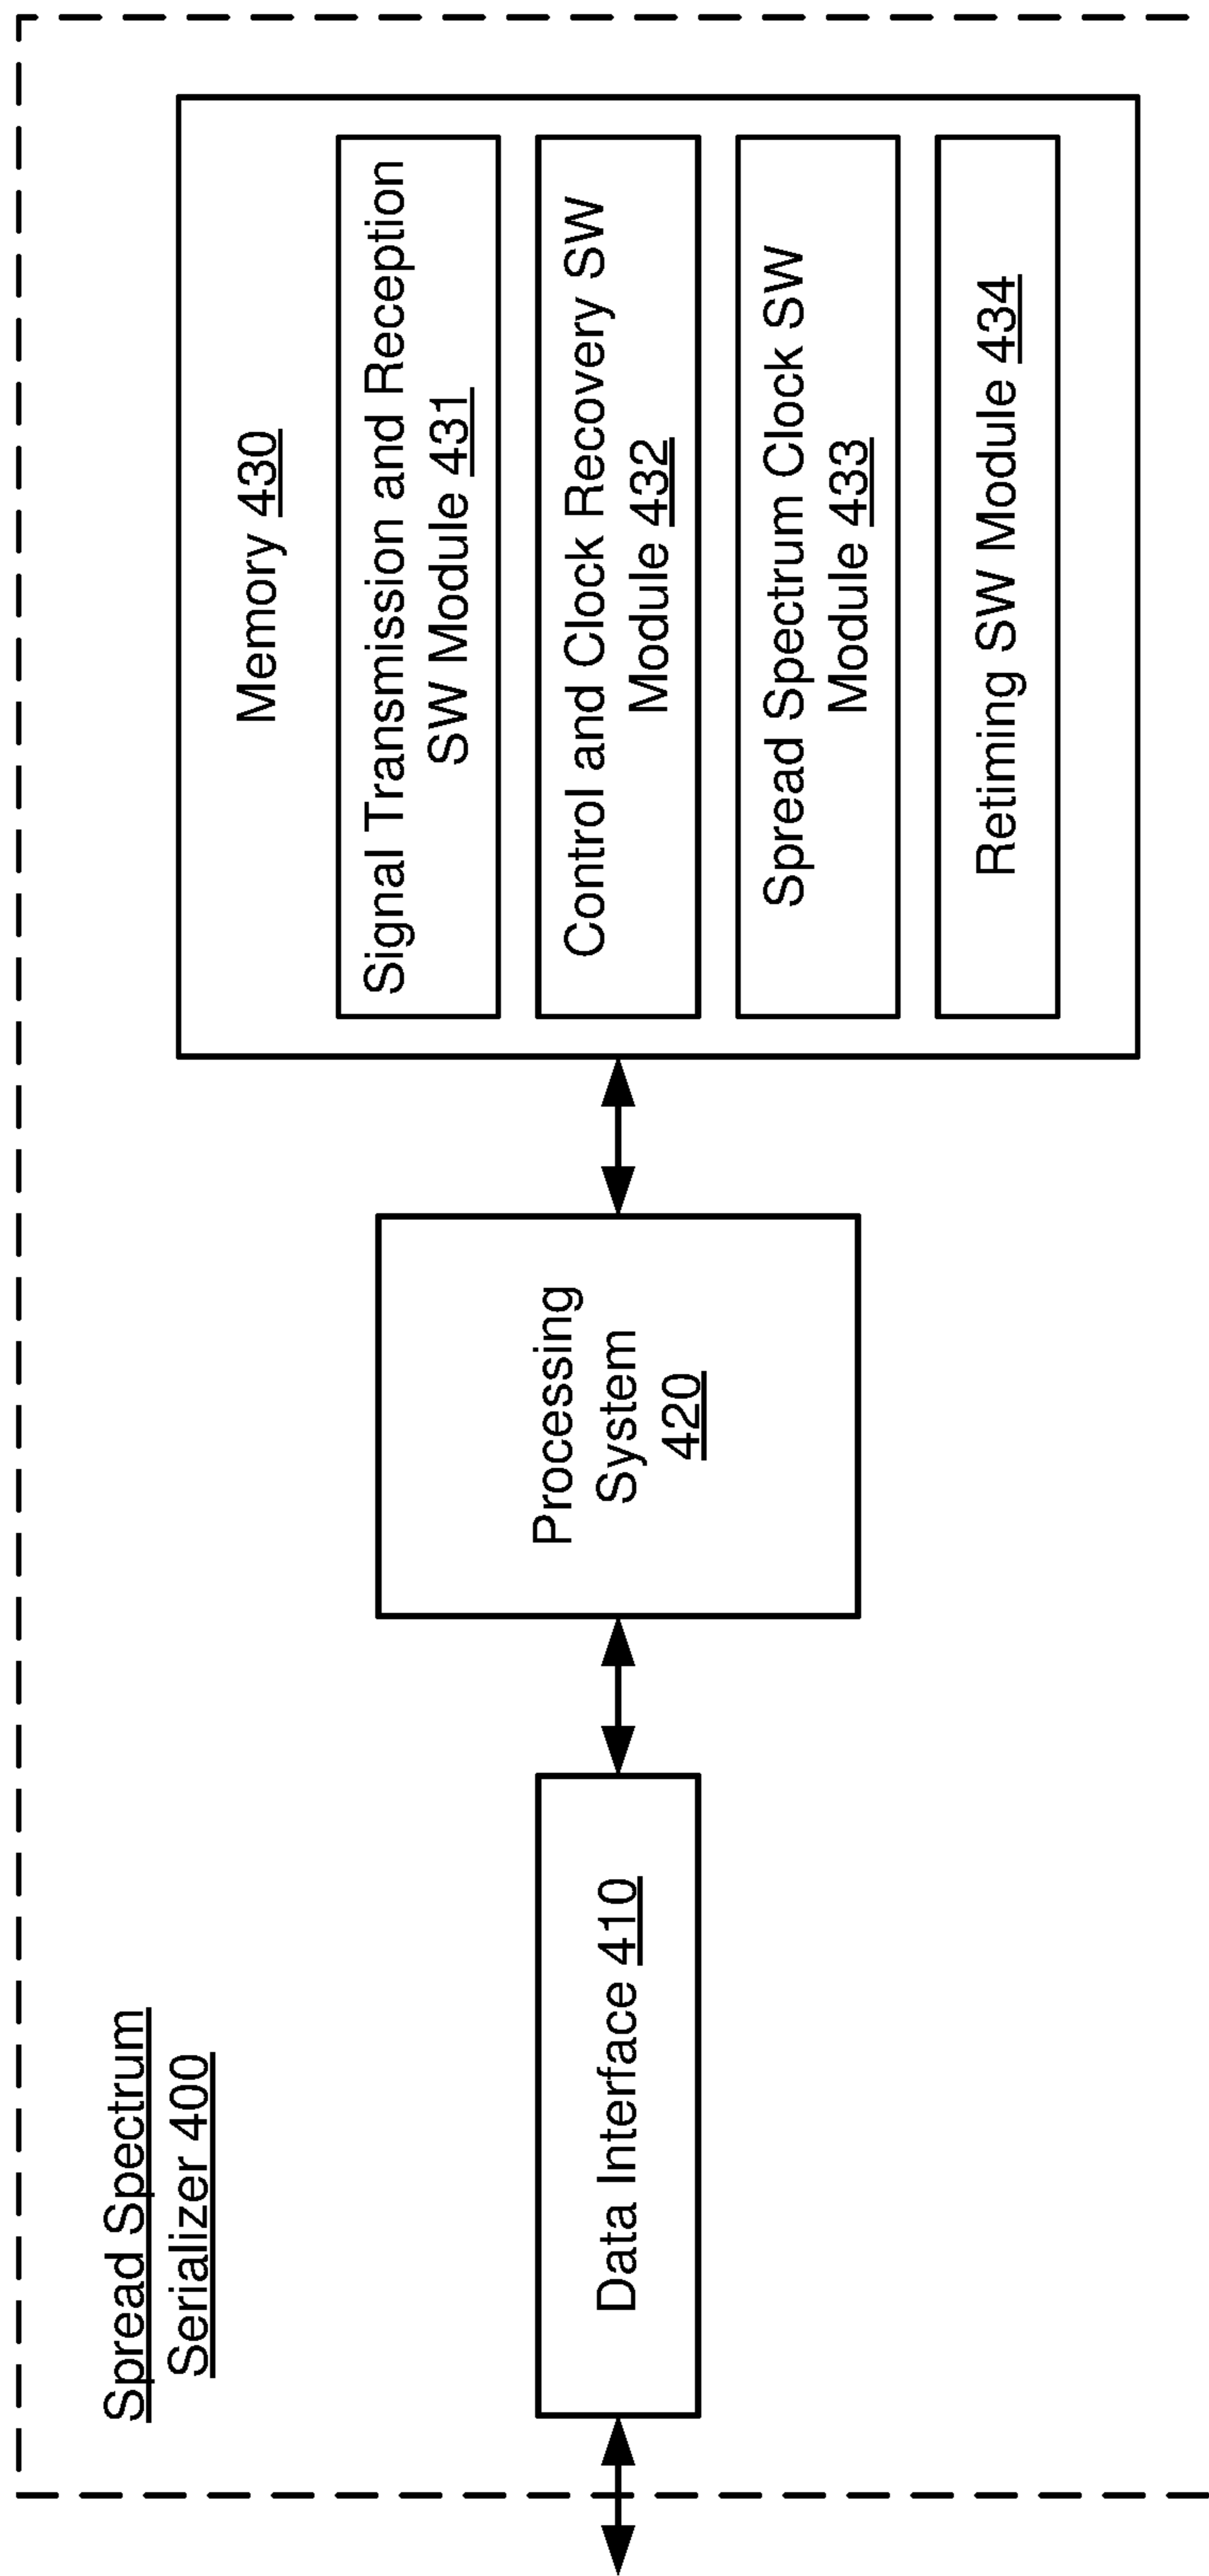 Spread Spectrum
Serializer 400
Data Interface 410
Processing
System
420
Memory 430
Signal Transmission and Reception
SW Module 431
Control and Clock Recovery SW
Module 432
Spread Spectrum Clock SW
Module 433
Retiming SW Module 434